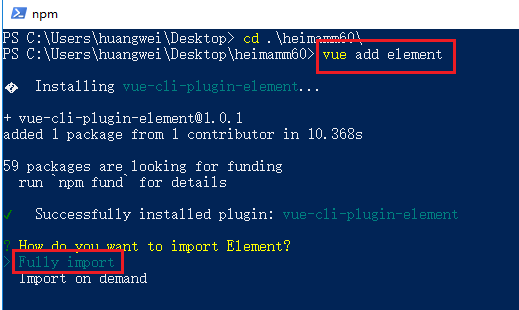 npm
PS C:\Users\huangwei\Desktop> cd .\heimamm60\
PS C:\Users\huangwei\Desktop\heimamm60> vue add element
� Installing vue-cli-plugin-element...
+ vue-cli-plugin-element@1.0.1
added 1 package from 1 contributor in 10.368s
59 packages are looking for funding
run `npm fund` for details
✓ Successfully installed plugin: vue-cli-plugin-element
? How do you want to import Element?
> Fully import
Import on demand